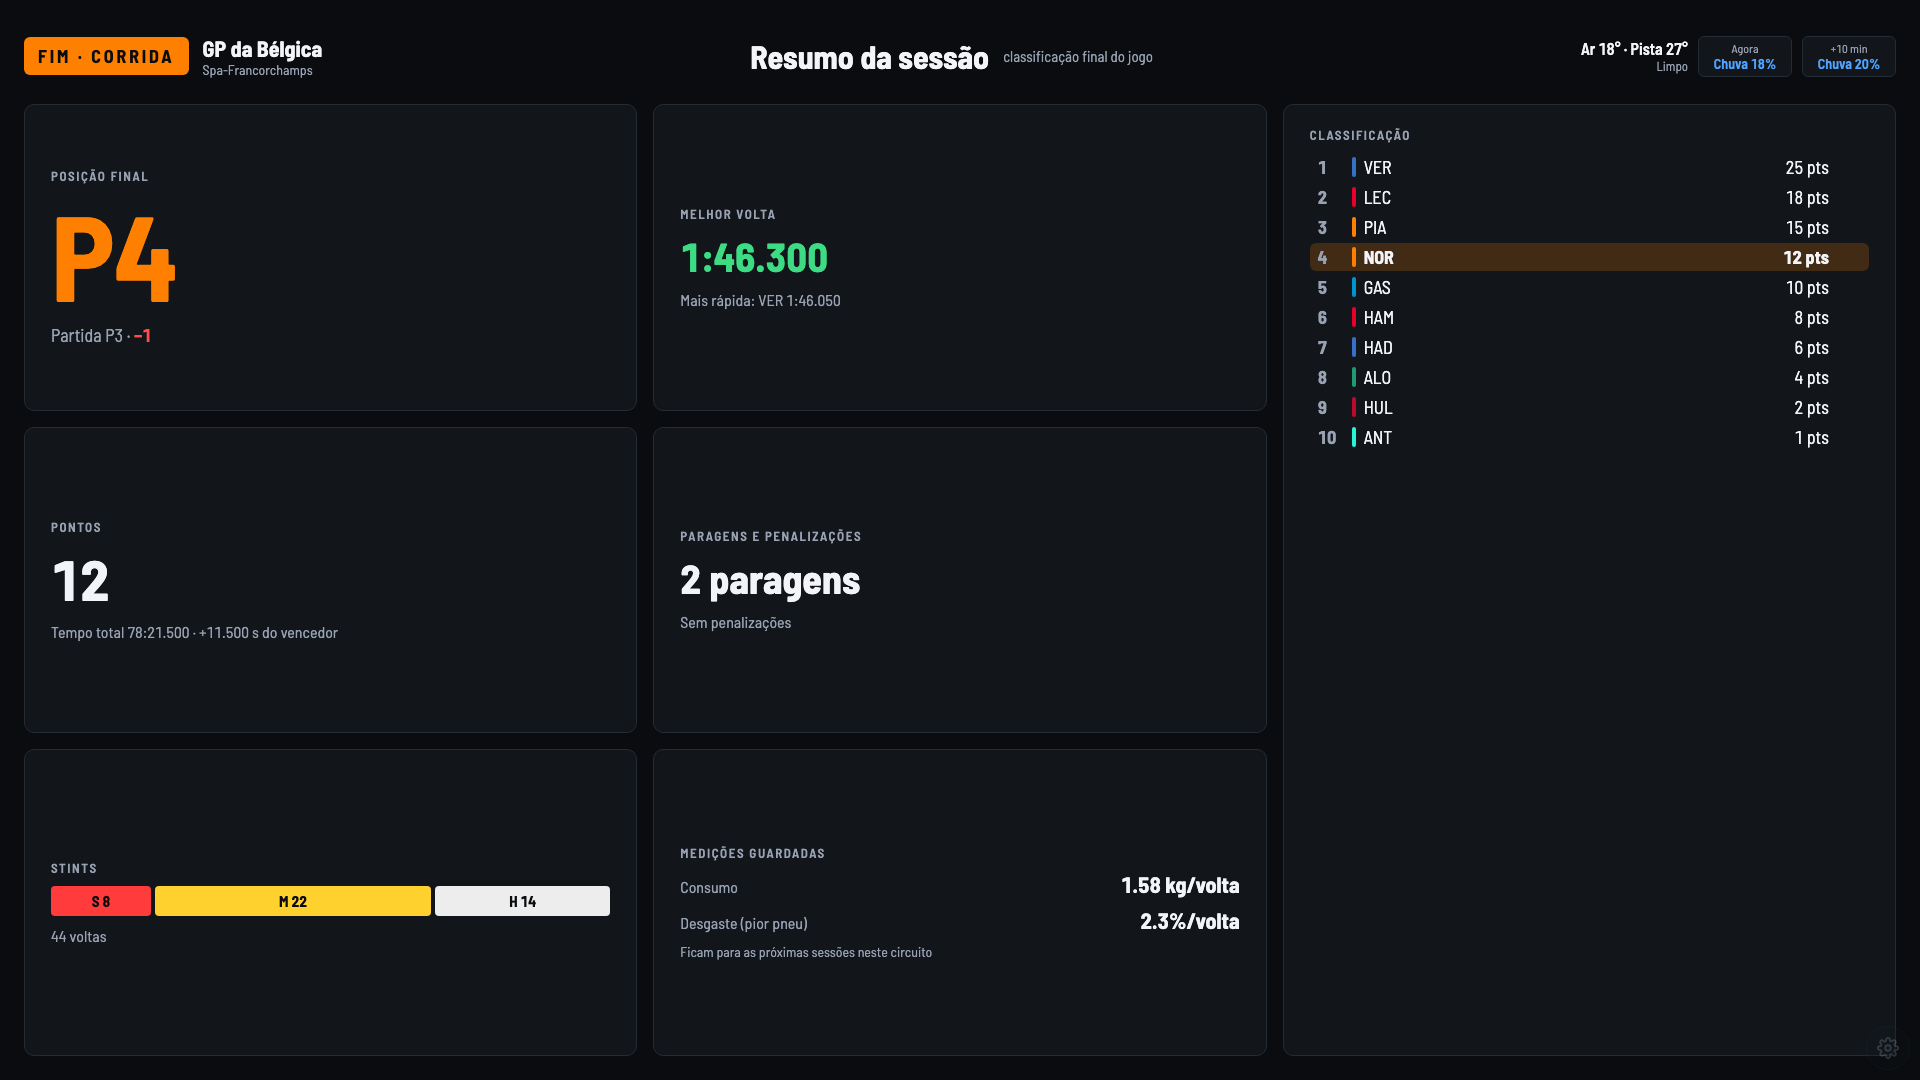 FIM · CORRIDA
GP da Bélgica
Spa-Francorchamps
Resumo da sessão
classificação final do jogo
Ar 18° · Pista 27°
Limpo
Agora
Chuva 18%
+10 min
Chuva 20%
POSIÇÃO FINAL
P4
Partida P3 · −1
MELHOR VOLTA
1:46.300
Mais rápida: VER 1:46.050
PONTOS
12
Tempo total 78:21.500 · +11.500 s do vencedor
PARAGENS E PENALIZAÇÕES
2 paragens
Sem penalizações
STINTS
S 8 M 22 H 14
44 voltas
MEDIÇÕES GUARDADAS
Consumo 1.58 kg/volta
Desgaste (pior pneu) 2.3%/volta
Ficam para as próximas sessões neste circuito
CLASSIFICAÇÃO
1 VER 25 pts
2 LEC 18 pts
3 PIA 15 pts
4 NOR 12 pts
5 GAS 10 pts
6 HAM 8 pts
7 HAD 6 pts
8 ALO 4 pts
9 HUL 2 pts
10 ANT 1 pts